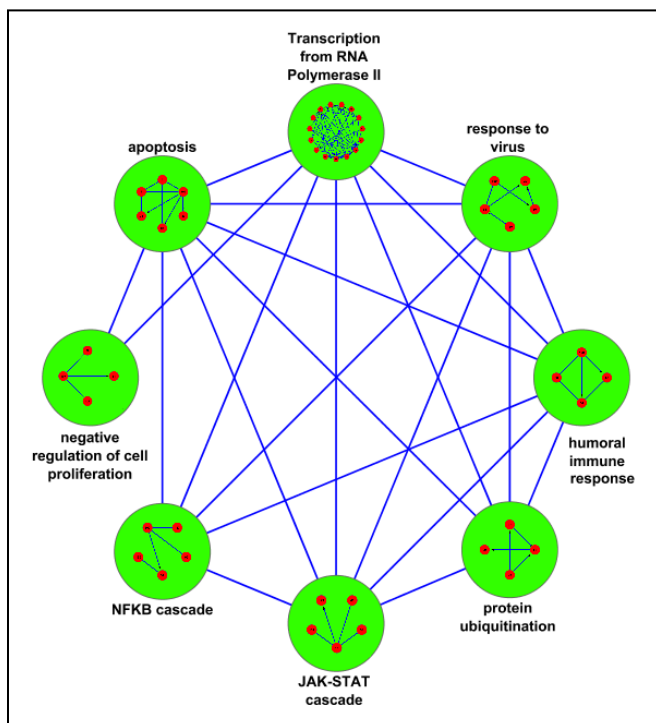 Transcription
from RNA
Polymerase II
apoptosis
response to
virus
negative
regulation of cell
proliferation
humoral
immune
response
NFKB cascade
protein
ubiquitination
JAK-STAT
cascade